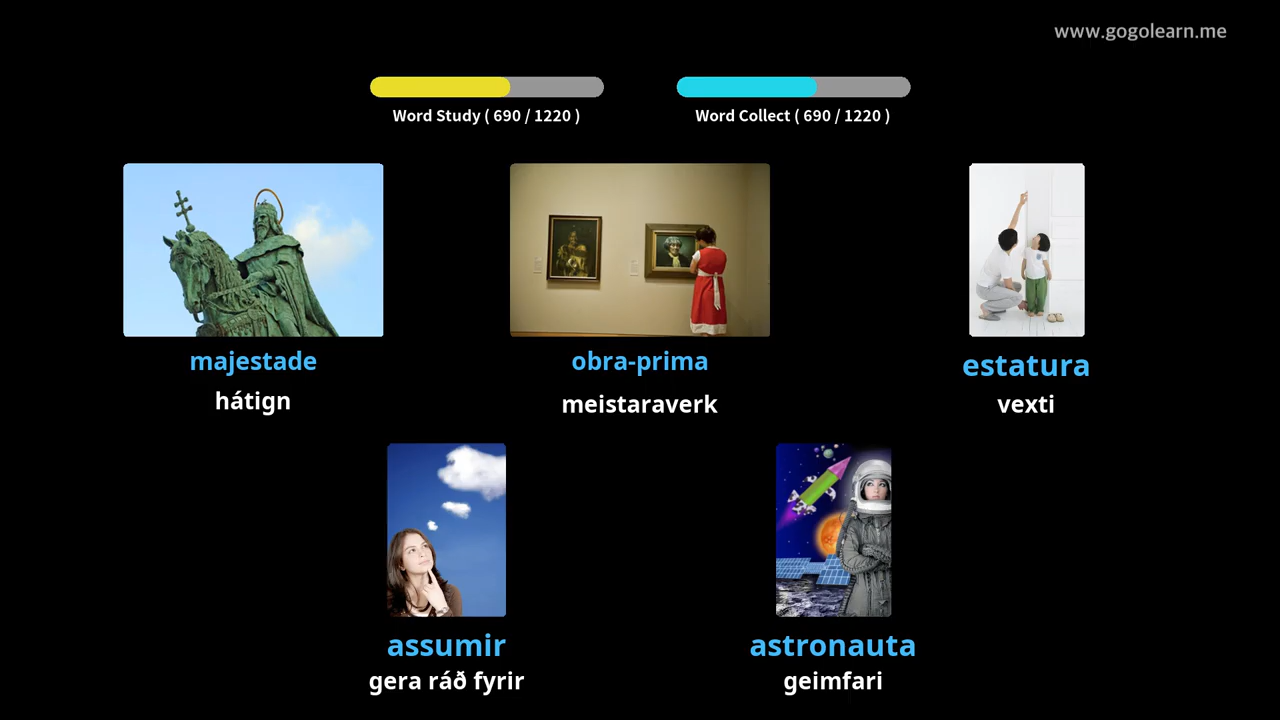 www.gogolearn.me
Word Study ( 690 / 1220 )
Word Collect ( 690 / 1220 )
majestade
hátign
obra-prima
meistaraverk
estatura
vexti
assumir
gera ráð fyrir
astronauta
geimfari